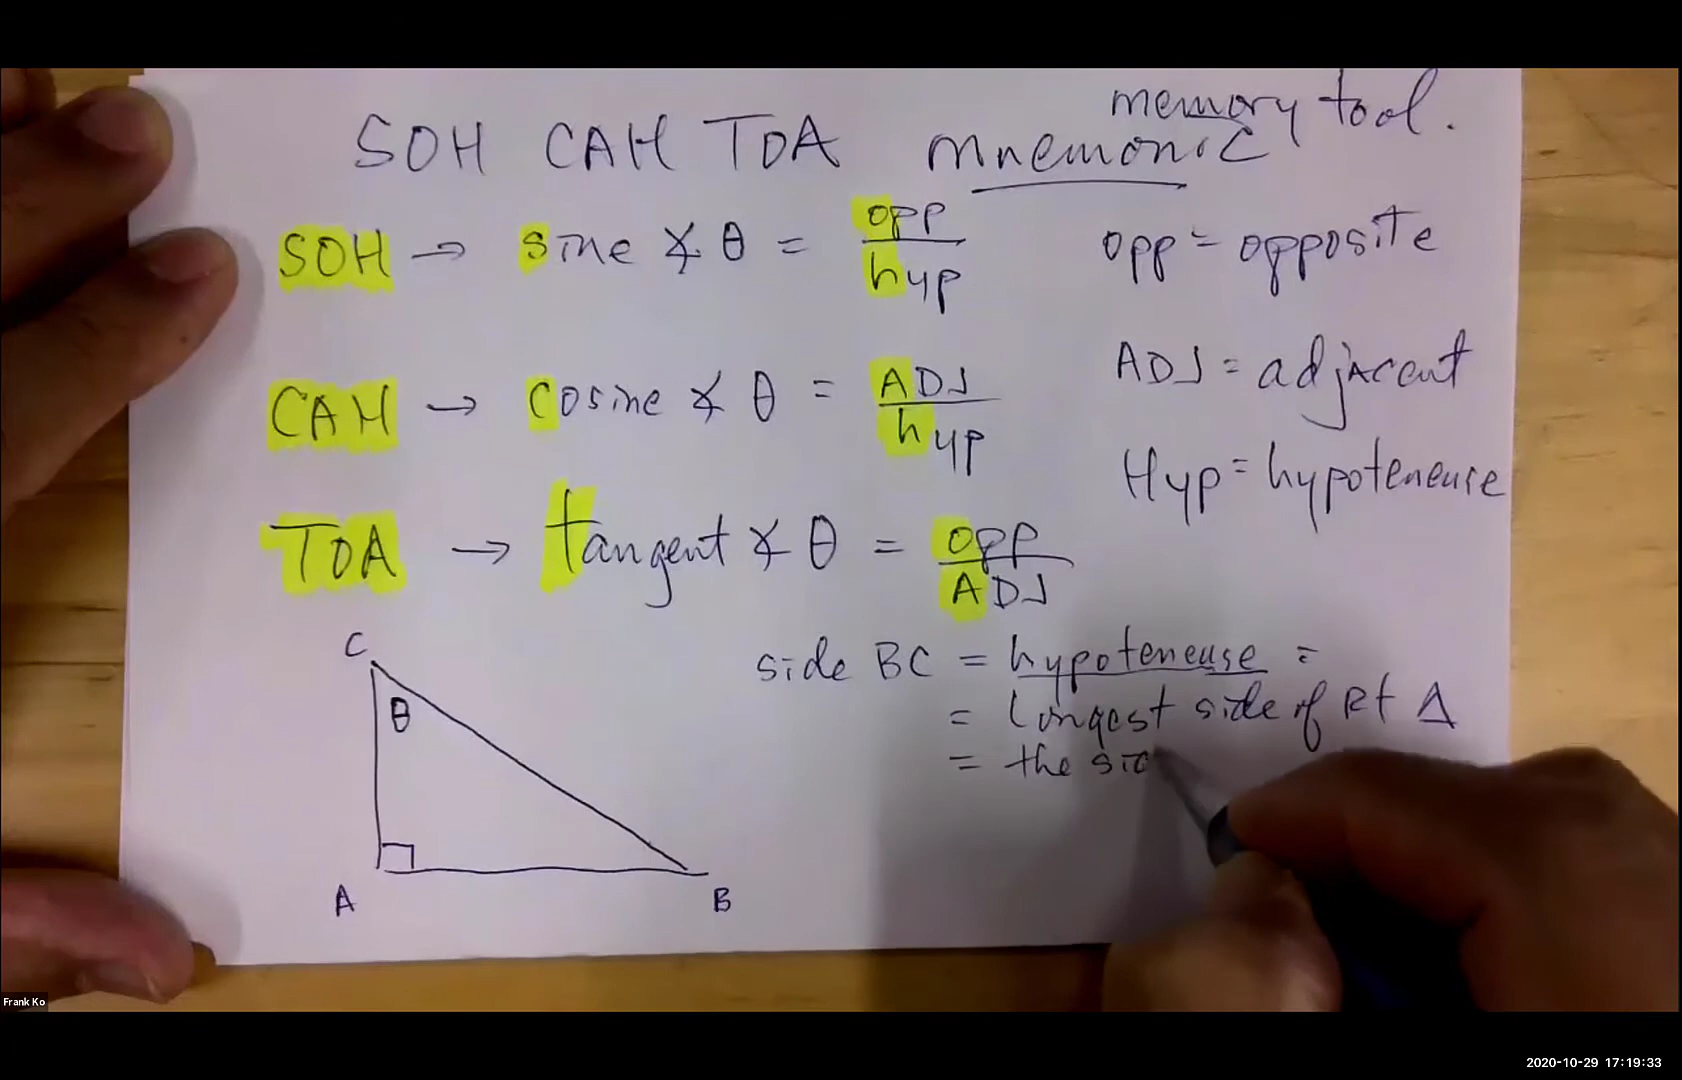 memory tool.
SOH CAH TOA mnemonic
SOH → sine ∡ θ = opp/hyp
opp = opposite
CAH → cosine ∡ θ = ADJ/hyp
ADJ = adjacent
Hyp = hypoteneuse
TOA → tangent ∡ θ = opp/ADJ
C
θ
A
B
side BC = hypoteneuse =
= longest side of Rt Δ
= the sid
Frank Ko
2020-10-29 17:19:33